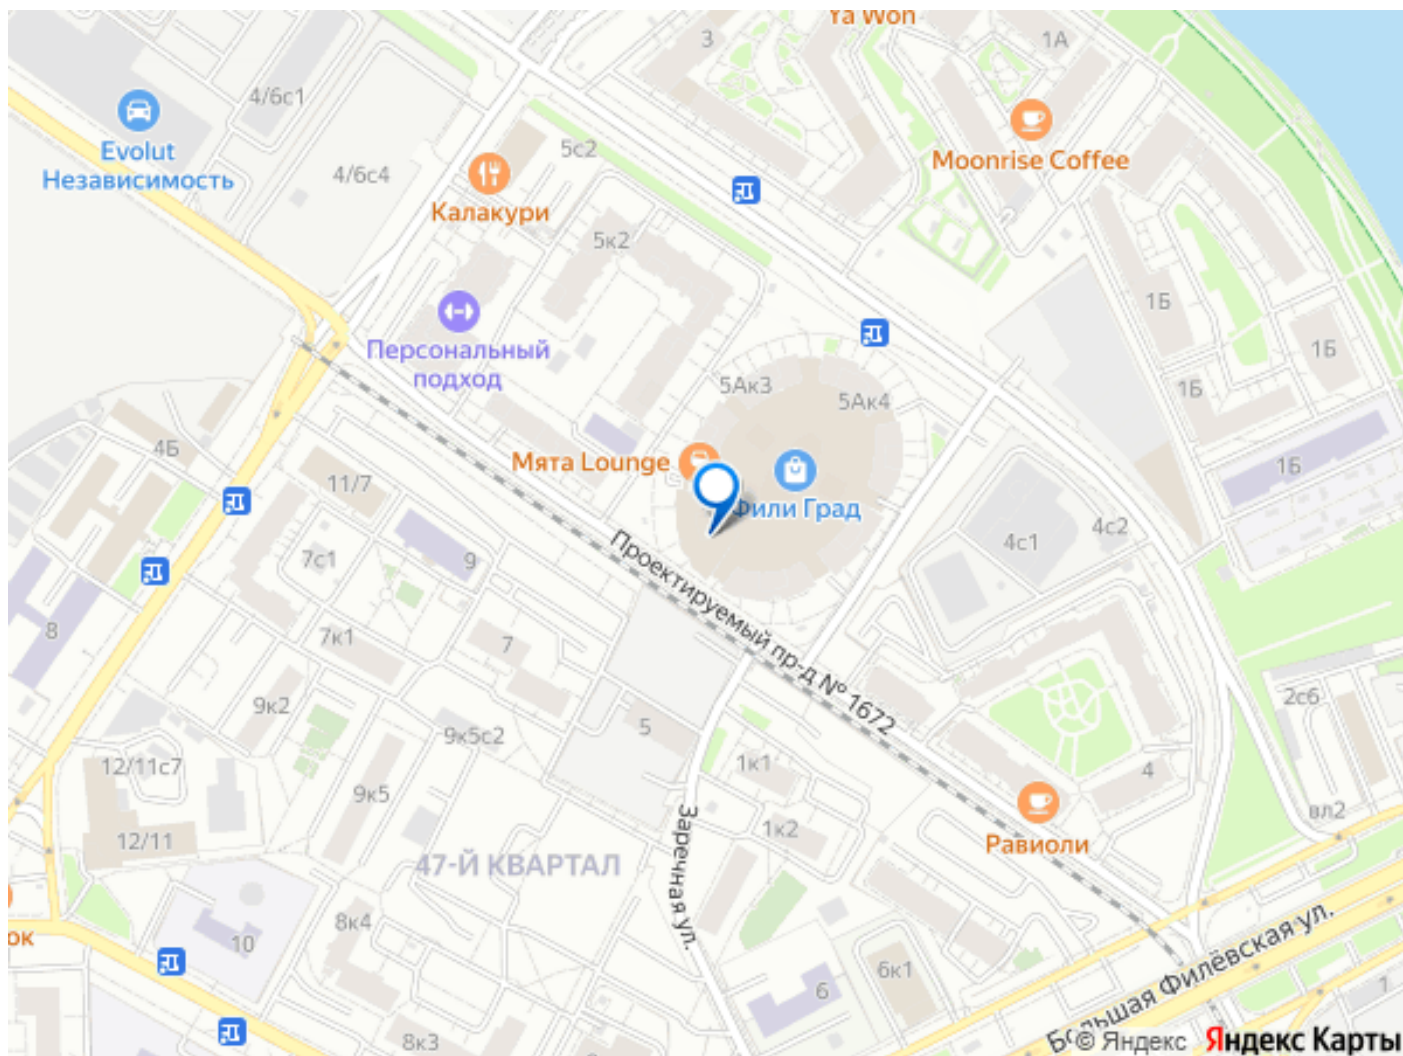 Ya Won
3
1А
4/6с1
Evolut
Независимость
Moonrise Coffee
5с2
4/6с4
Калакури
5к2
1Б
Персональный
подход
1Б
5Ак3
5Ак4
1Б
4Б
Мята Lounge
1Б
11/7
Фили Град
4с2
4с1
7с1
9
Проектируемый пр-д № 1672
8
7к1
7
9к2
2с6
5
9к5с2
1к1
12/11с7
4
9к5
вл2
1к2
12/11
Равиоли
47-Й КВАРТАЛ
Заречная ул.
8к4
ок
10
6к1
Большая Филёвская ул.
6
1
8к3
© Яндекс Яндекс Карты